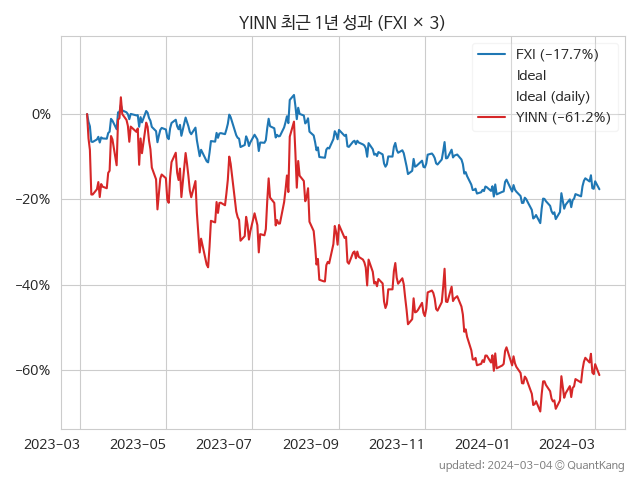 YINN 최근 1년 성과 (FXI × 3)
FXI (−17.7%)
Ideal
Ideal (daily)
YINN (−61.2%)
0%
−20%
−40%
−60%
2023−03 2023−05 2023−07 2023−09 2023−11 2024−01 2024−03
updated: 2024−03−04 © QuantKang